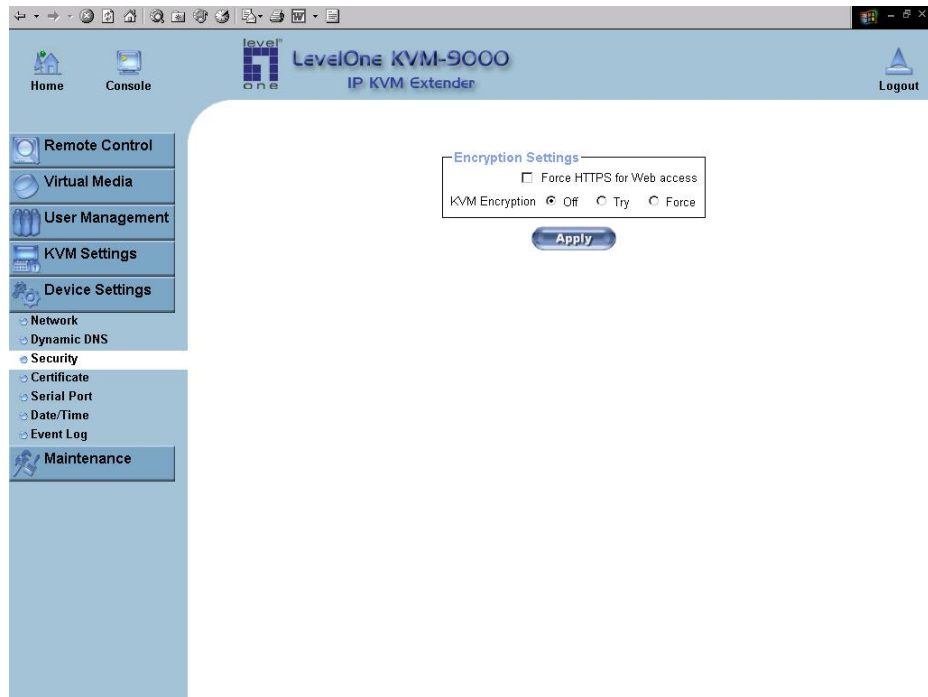 level
one
LevelOne KVM-9000
IP KVM Extender
Home
Console
Logout
Remote Control
Virtual Media
User Management
KVM Settings
Device Settings
Network
Dynamic DNS
Security
Certificate
Serial Port
Date/Time
Event Log
Maintenance
Encryption Settings
Force HTTPS for Web access
KVM Encryption Off Try Force
Apply